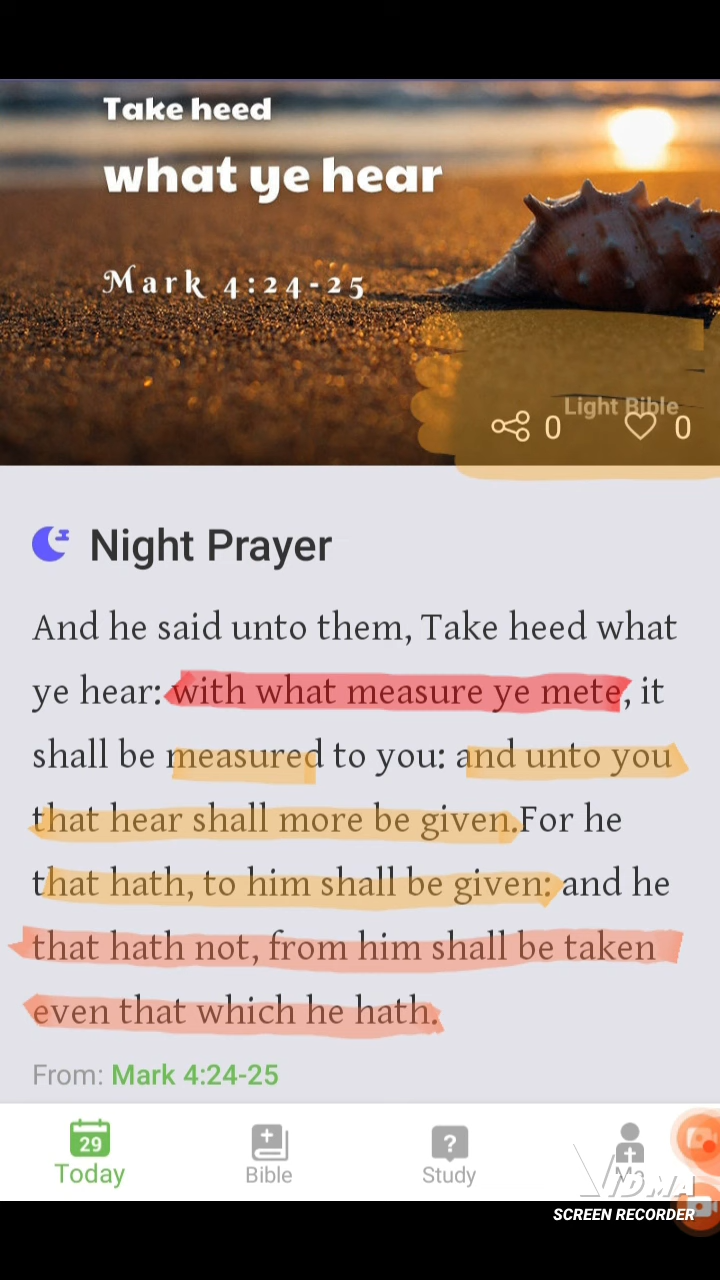 Take heed
what ye hear
Mark 4:24-25
Light Bible
0 0
Night Prayer
And he said unto them, Take heed what
ye hear: with what measure ye mete, it
shall be measured to you: and unto you
that hear shall more be given.For he
that hath, to him shall be given: and he
that hath not, from him shall be taken
even that which he hath.
From: Mark 4:24-25
29
Today Bible Study Me
VIDMA
SCREEN RECORDER